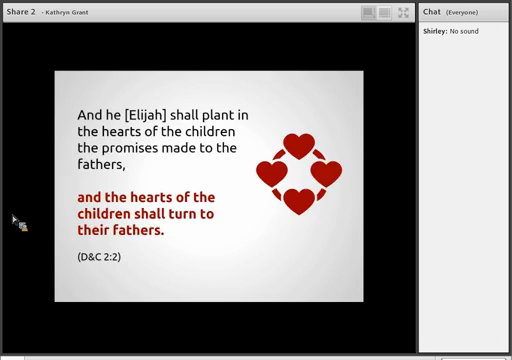 Share 2 - Kathryn Grant
Chat (Everyone)
Shirley: No sound
And he [Elijah] shall plant in
the hearts of the children
the promises made to the
fathers,
and the hearts of the
children shall turn to
their fathers.
(D&C 2:2)